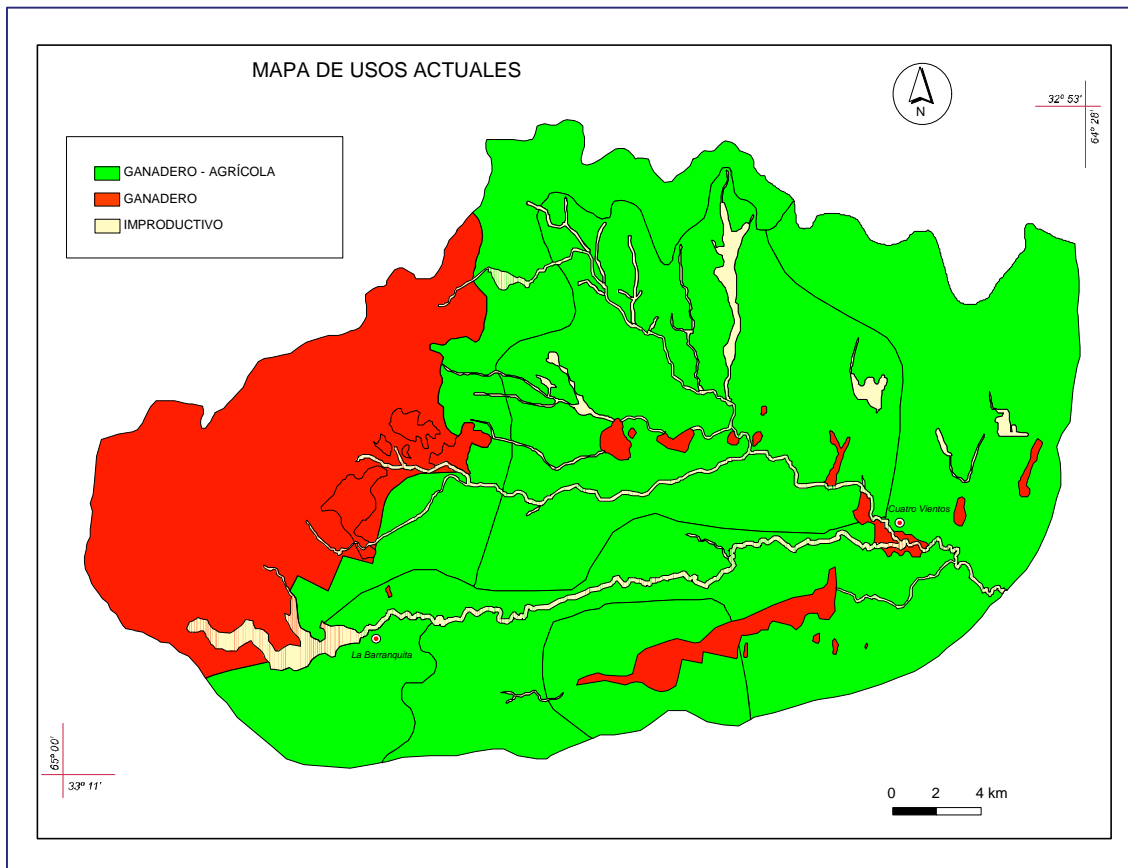 MAPA DE USOS ACTUALES
N
32º 53'
64º 28'
GANADERO - AGRÍCOLA
GANADERO
IMPRODUCTIVO
Cuatro Vientos
La Barranquita
65º 00'
33º 11'
0 2 4 km